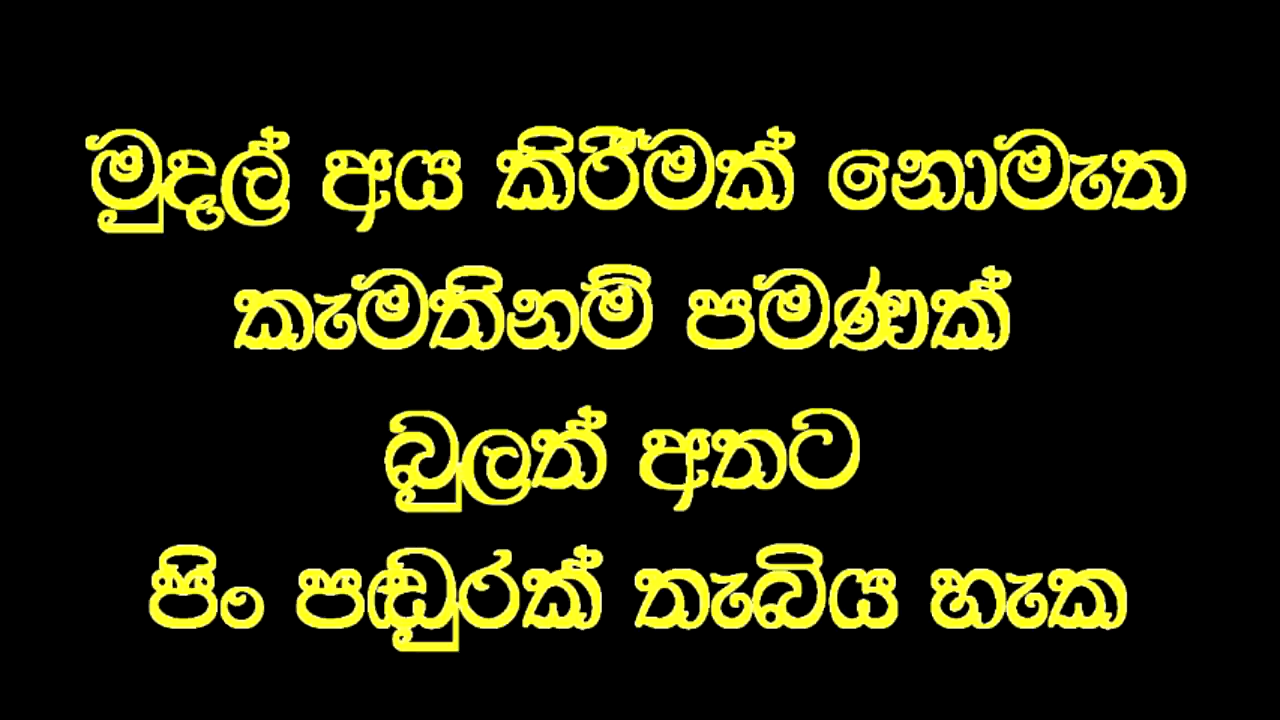 මුදල් අය කිරීමක් නොමැත
කැමතිනම් පමණක්
බුලත් අතට
පිං පඬුරක් තැබිය හැක